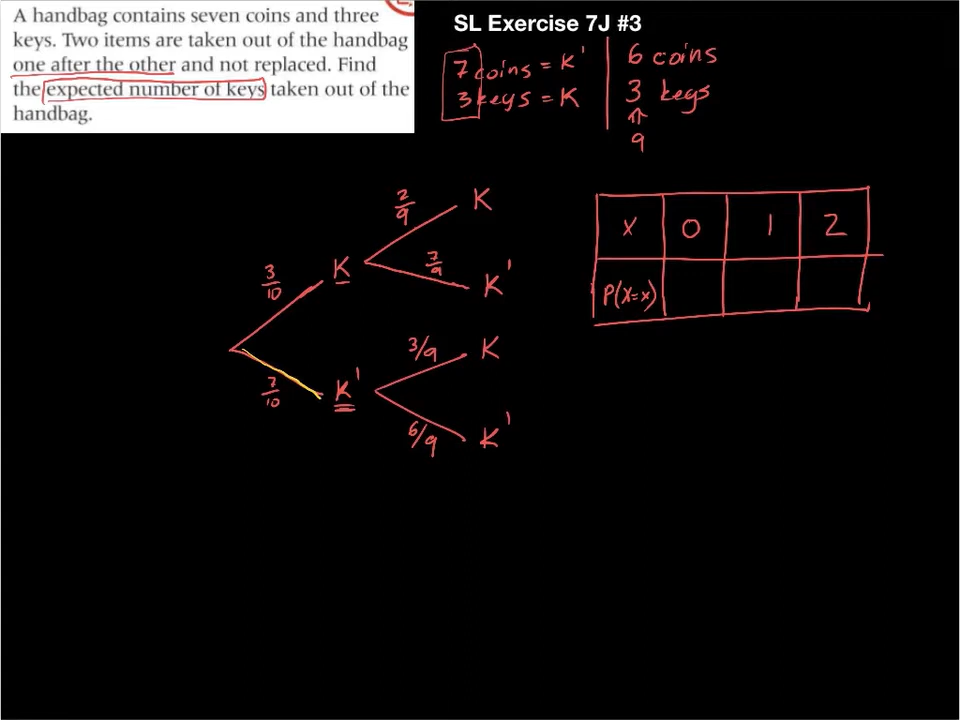 A handbag contains seven coins and three
keys. Two items are taken out of the handbag
one after the other and not replaced. Find
the expected number of keys taken out of the
handbag.
SL Exercise 7J #3
7 coins = K'
3 keys = K
6 coins
3 keys
⇑
9
3/10
K
2/9
K
7/9
K'
7/10
K'
3/9
K
6/9
K'
X 0 1 2
P(X=x)